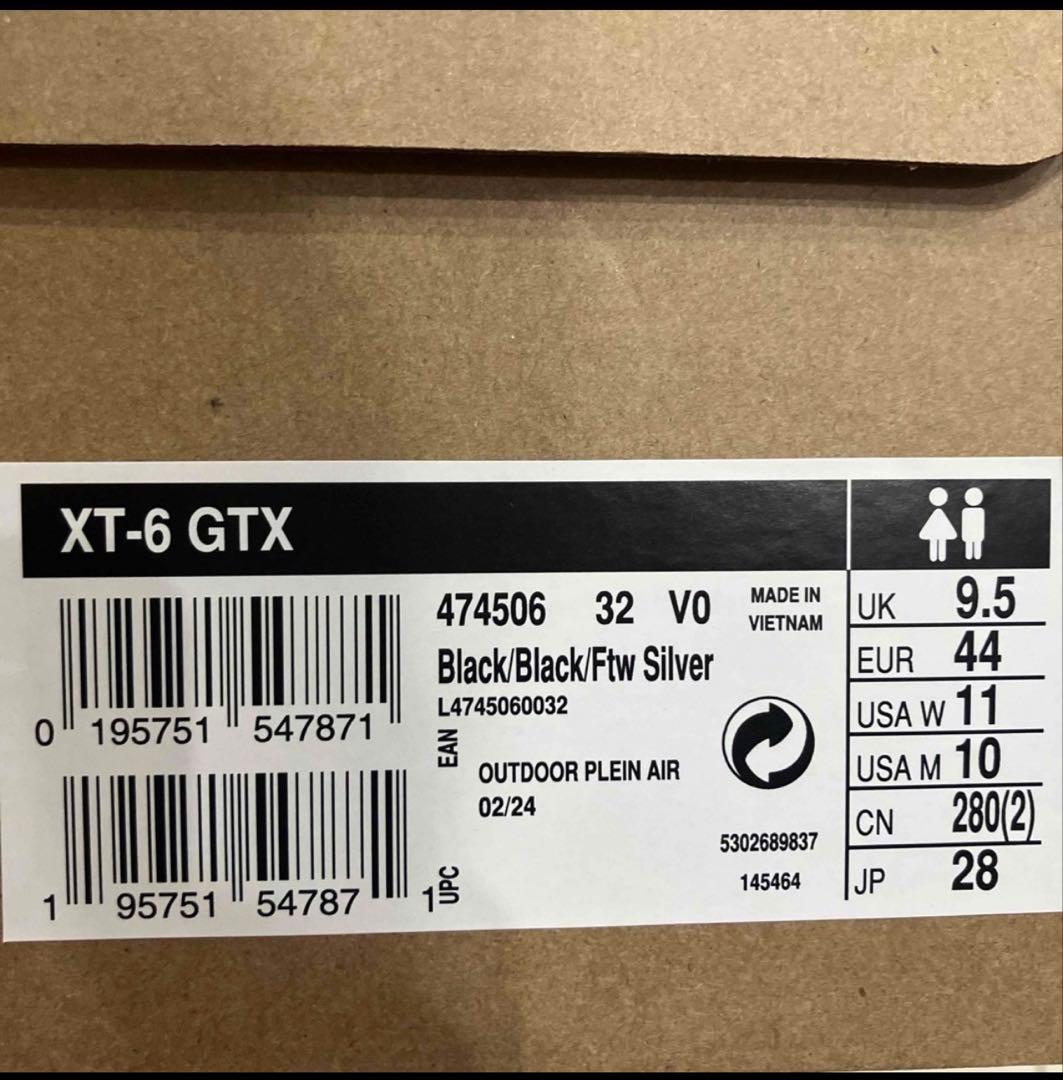 XT-6 GTX
474506 32 V0
MADE IN
VIETNAM
Black/Black/Ftw Silver
L4745060032
0 195751 547871
EAN
OUTDOOR PLEIN AIR
02/24
5302689837
145464
1 95751 54787 1
UPC
UK 9.5
EUR 44
USA W 11
USA M 10
CN 280(2)
JP 28